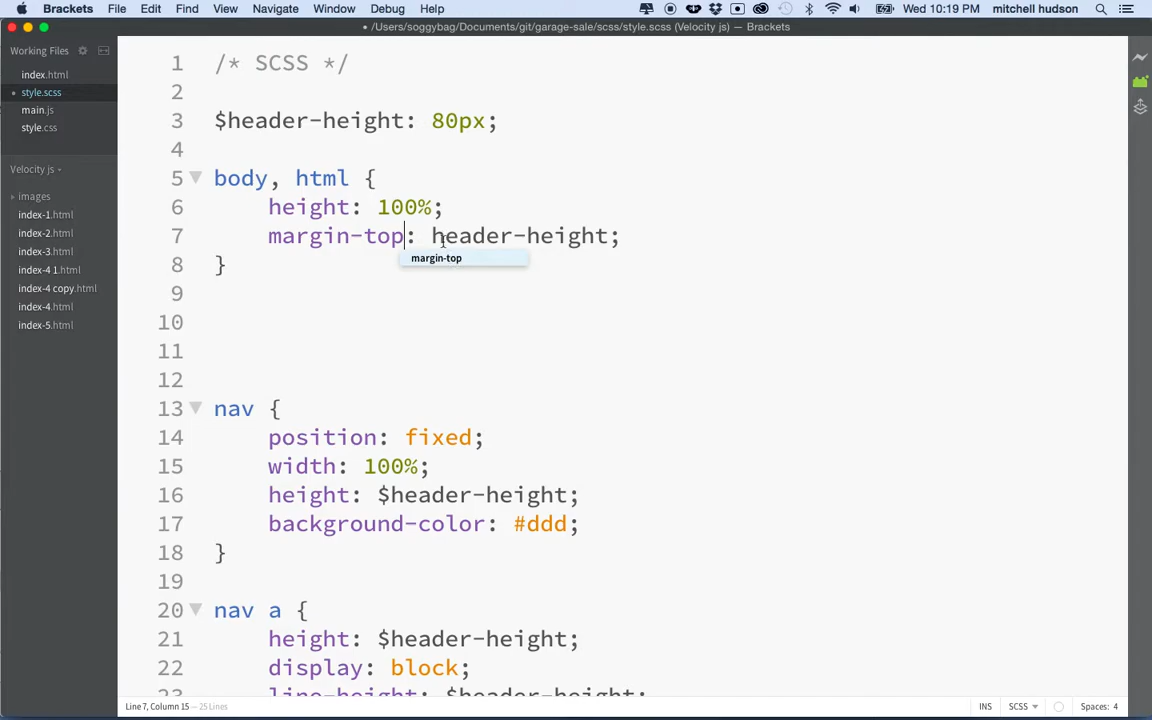 Brackets File Edit Find View Navigate Window Debug Help Wed 10:19 PM mitchell hudson
• /Users/soggybag/Documents/git/garage-sale/scss/style.scss (Velocity js) — Brackets
Working Files
index.html
• style.scss
main.js
style.css
Velocity js
images
index-1.html
index-2.html
index-3.html
index-4 1.html
index-4 copy.html
index-4.html
index-5.html
1 /* SCSS */
2
3 $header-height: 80px;
4
5 body, html {
6 height: 100%;
7 margin-top: header-height;
margin-top
8 }
9
10
11
12
13 nav {
14 position: fixed;
15 width: 100%;
16 height: $header-height;
17 background-color: #ddd;
18 }
19
20 nav a {
21 height: $header-height;
22 display: block;
23 line-height: $header-height;
Line 7, Column 15 — 25 Lines INS SCSS Spaces: 4